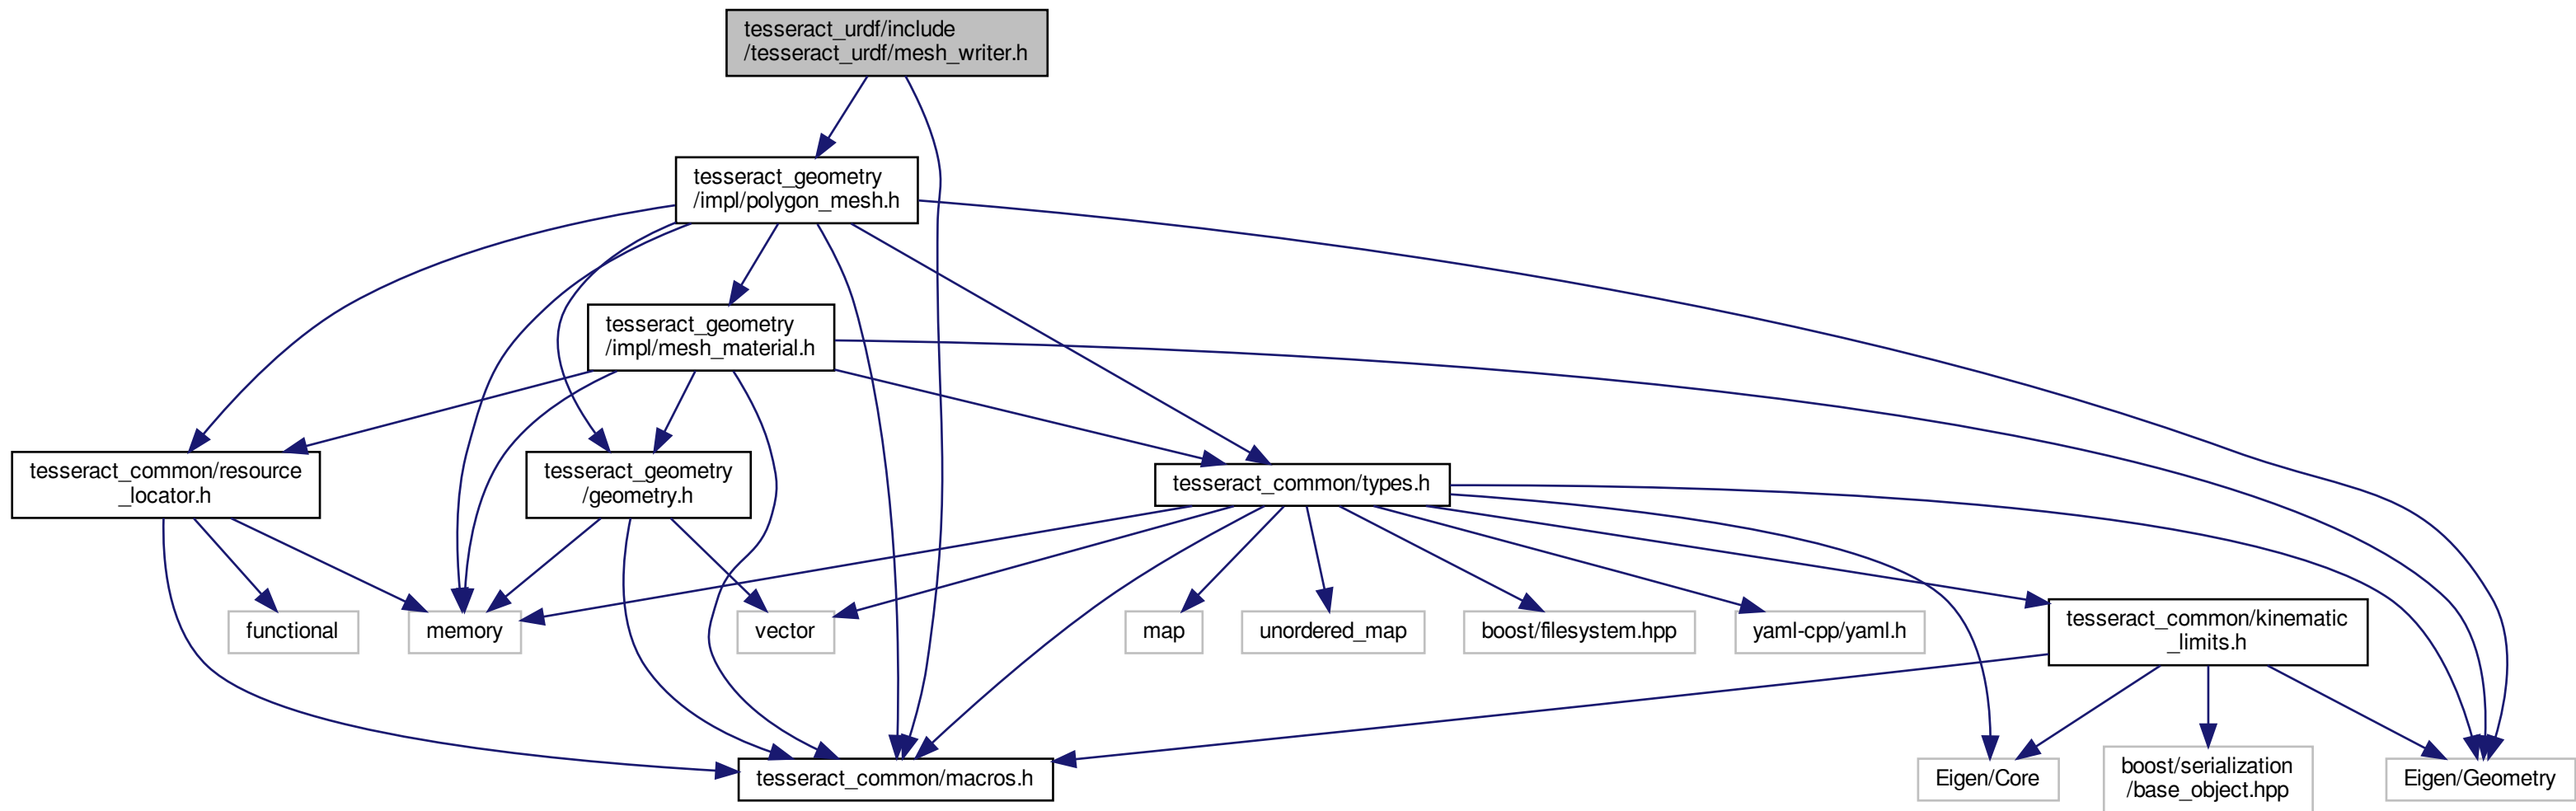 tesseract_urdf/include
/tesseract_urdf/mesh_writer.h
tesseract_geometry
/impl/polygon_mesh.h
tesseract_geometry
/impl/mesh_material.h
tesseract_common/resource
_locator.h
tesseract_geometry
/geometry.h
tesseract_common/types.h
functional
memory
vector
map
unordered_map
boost/filesystem.hpp
yaml-cpp/yaml.h
tesseract_common/kinematic
_limits.h
tesseract_common/macros.h
Eigen/Core
boost/serialization
/base_object.hpp
Eigen/Geometry